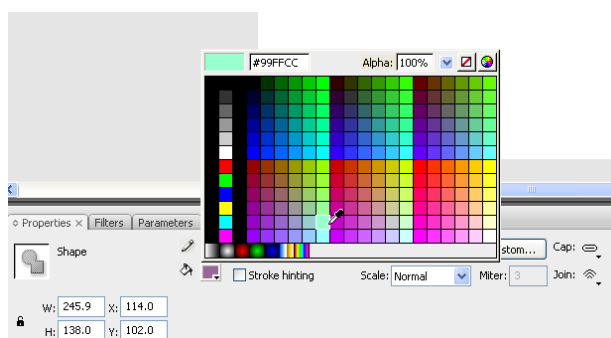 #99FFCC Alpha: 100%
Properties × Filters Parameters
Shape
stom... Cap:
Stroke hinting Scale: Normal Miter: 3 Join:
W: 245.9 X: 114.0
H: 138.0 Y: 102.0